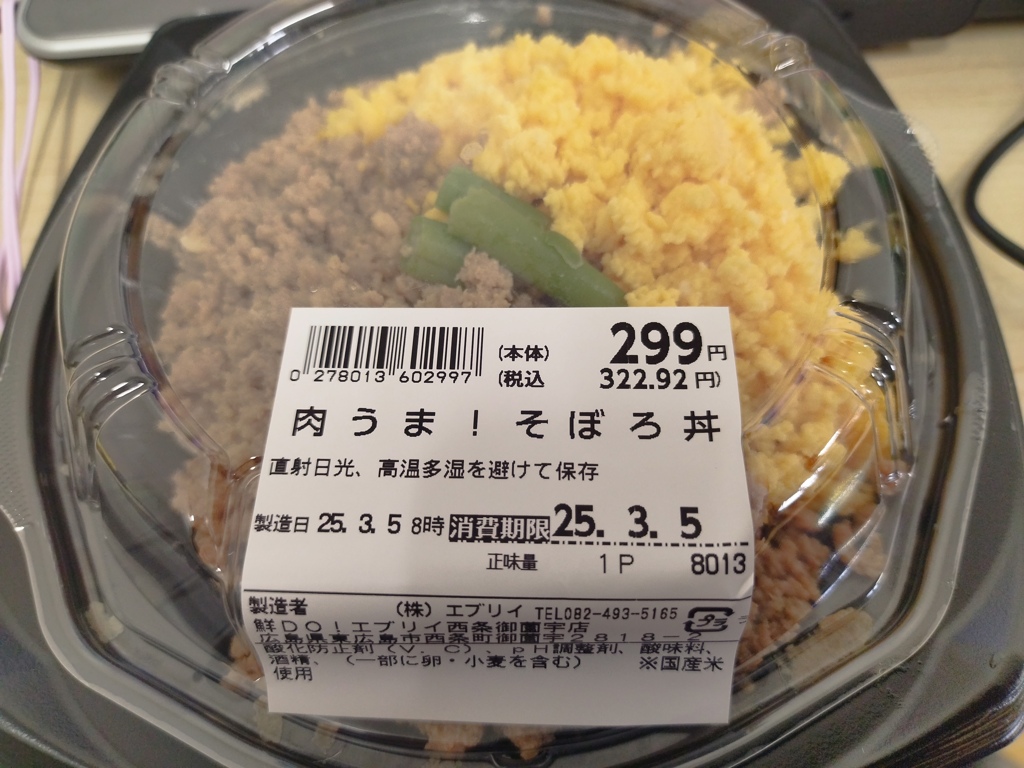 (本体) 299円
0 278013 602997 (税込 322.92円)
肉うま!そぼろ丼
直射日光、高温多湿を避けて保存
製造日 25.3.5 8時 消費期限 25.3.5
正味量 1P 8013
製造者 (株)エブリイ TEL082-493-5165 プラ
鮮DO!エブリイ西条御薗宇店
広島県東広島市西条町御薗宇2818-2
酸化防止剤(V.C)、pH調整剤、酸味料、
酒精、(一部に卵・小麦を含む) ※国産米
使用